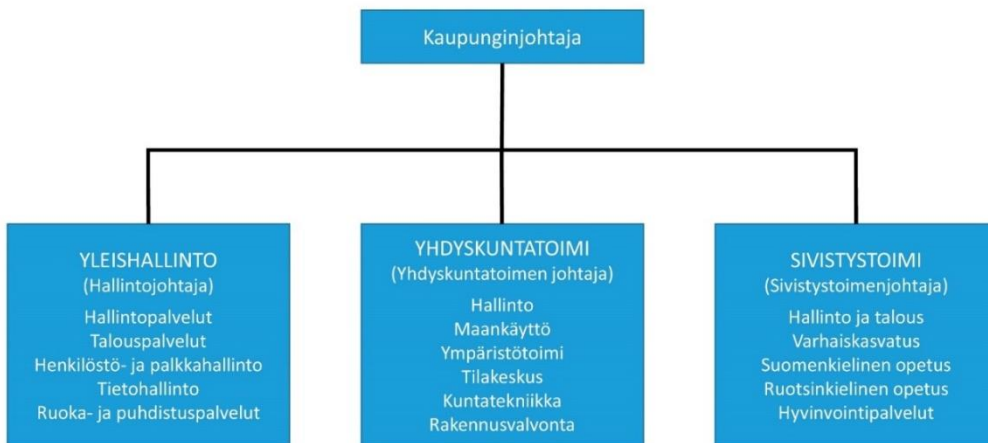 Kaupunginjohtaja
YLEISHALLINTO
(Hallintojohtaja)
Hallintopalvelut
Talouspalvelut
Henkilöstö- ja palkkahallinto
Tietohallinto
Ruoka- ja puhdistuspalvelut
YHDYSKUNTATOIMI
(Yhdyskuntatoimen johtaja)
Hallinto
Maankäyttö
Ympäristötoimi
Tilakeskus
Kuntatekniikka
Rakennusvalvonta
SIVISTYSTOIMI
(Sivistystoimenjohtaja)
Hallinto ja talous
Varhaiskasvatus
Suomenkielinen opetus
Ruotsinkielinen opetus
Hyvinvointipalvelut